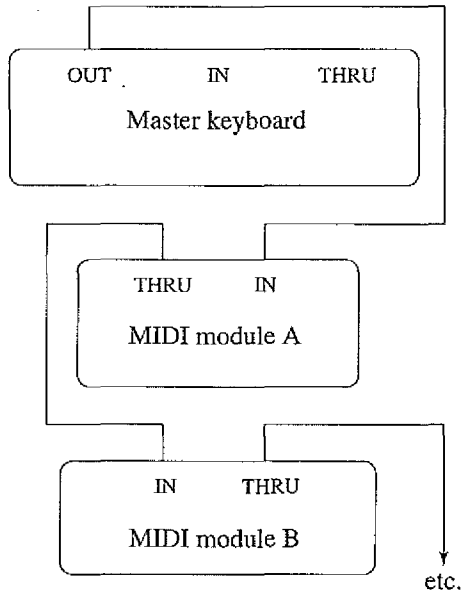 OUT IN THRU
Master keyboard
THRU IN
MIDI module A
IN THRU
MIDI module B
etc.